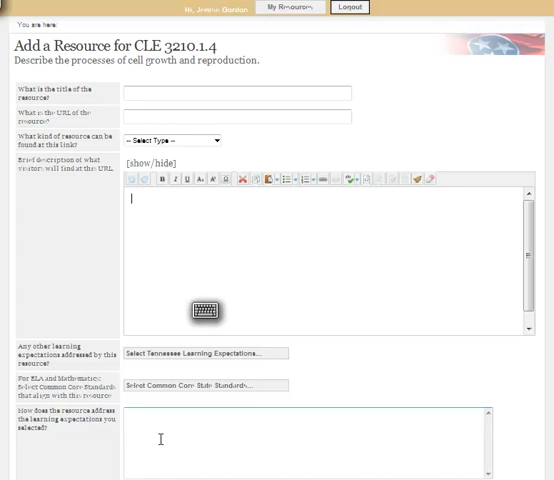 Hi, Jennifer Gordon
My Resources
Logout
You are here:
Add a Resource for CLE 3210.1.4
Describe the processes of cell growth and reproduction.
What is the title of the
resource?
What is the URL of the
resource?
What kind of resource can be
found at this link?
-- Select Type --
Brief description of what
visitors will find at this URL
[show/hide]
Any other learning
expectations addressed by this
resource?
Select Tennessee Learning Expectations...
For ELA and Mathematics:
Select Common Core Standards
that align with this resource
Select Common Core State Standards...
How does the resource address
the learning expectations you
selected?